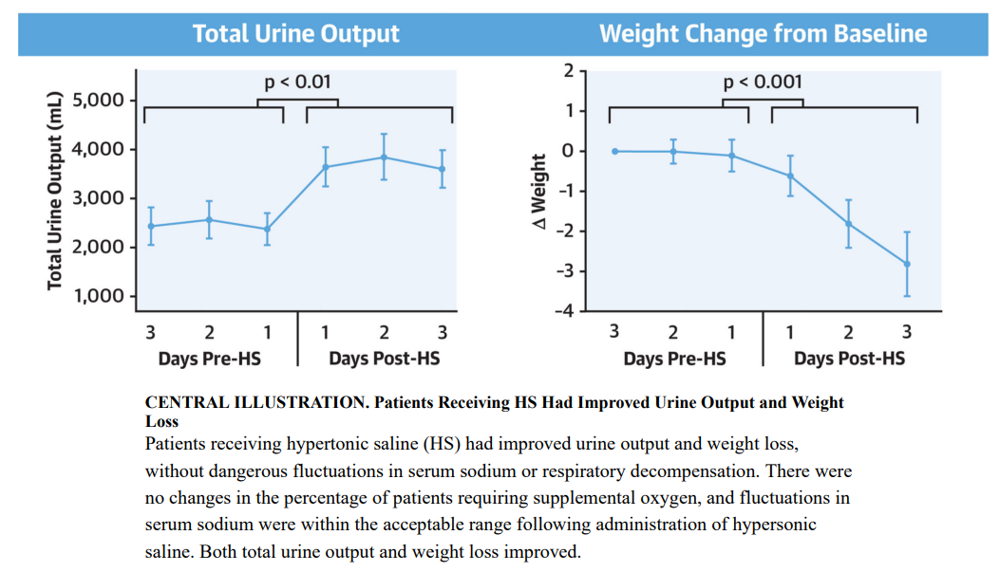 Total Urine Output
Weight Change from Baseline
Total Urine Output (mL)
5,000
4,000
3,000
2,000
1,000
p < 0.01
3 2 1 1 2 3
Days Pre-HS Days Post-HS
Δ Weight
2
1
0
-1
-2
-3
-4
p < 0.001
3 2 1 1 2 3
Days Pre-HS Days Post-HS
CENTRAL ILLUSTRATION. Patients Receiving HS Had Improved Urine Output and Weight
Loss
Patients receiving hypertonic saline (HS) had improved urine output and weight loss,
without dangerous fluctuations in serum sodium or respiratory decompensation. There were
no changes in the percentage of patients requiring supplemental oxygen, and fluctuations in
serum sodium were within the acceptable range following administration of hypersonic
saline. Both total urine output and weight loss improved.